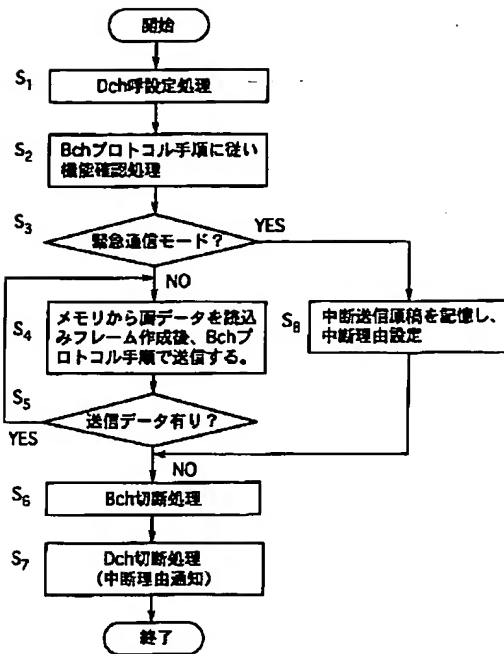 開始
S1
Dch呼設定処理
S2
Bchプロトコル手順に従い
機能確認処理
S3
緊急通信モード?
YES
NO
S4
メモリから画データを読込
みフレーム作成後、Bchプ
ロトコル手順で送信する。
S8
中断送信原稿を記憶し、
中断理由設定
S5
送信データ有り?
YES
NO
S6
Bch切断処理
S7
Dch切断処理
(中断理由通知)
終了